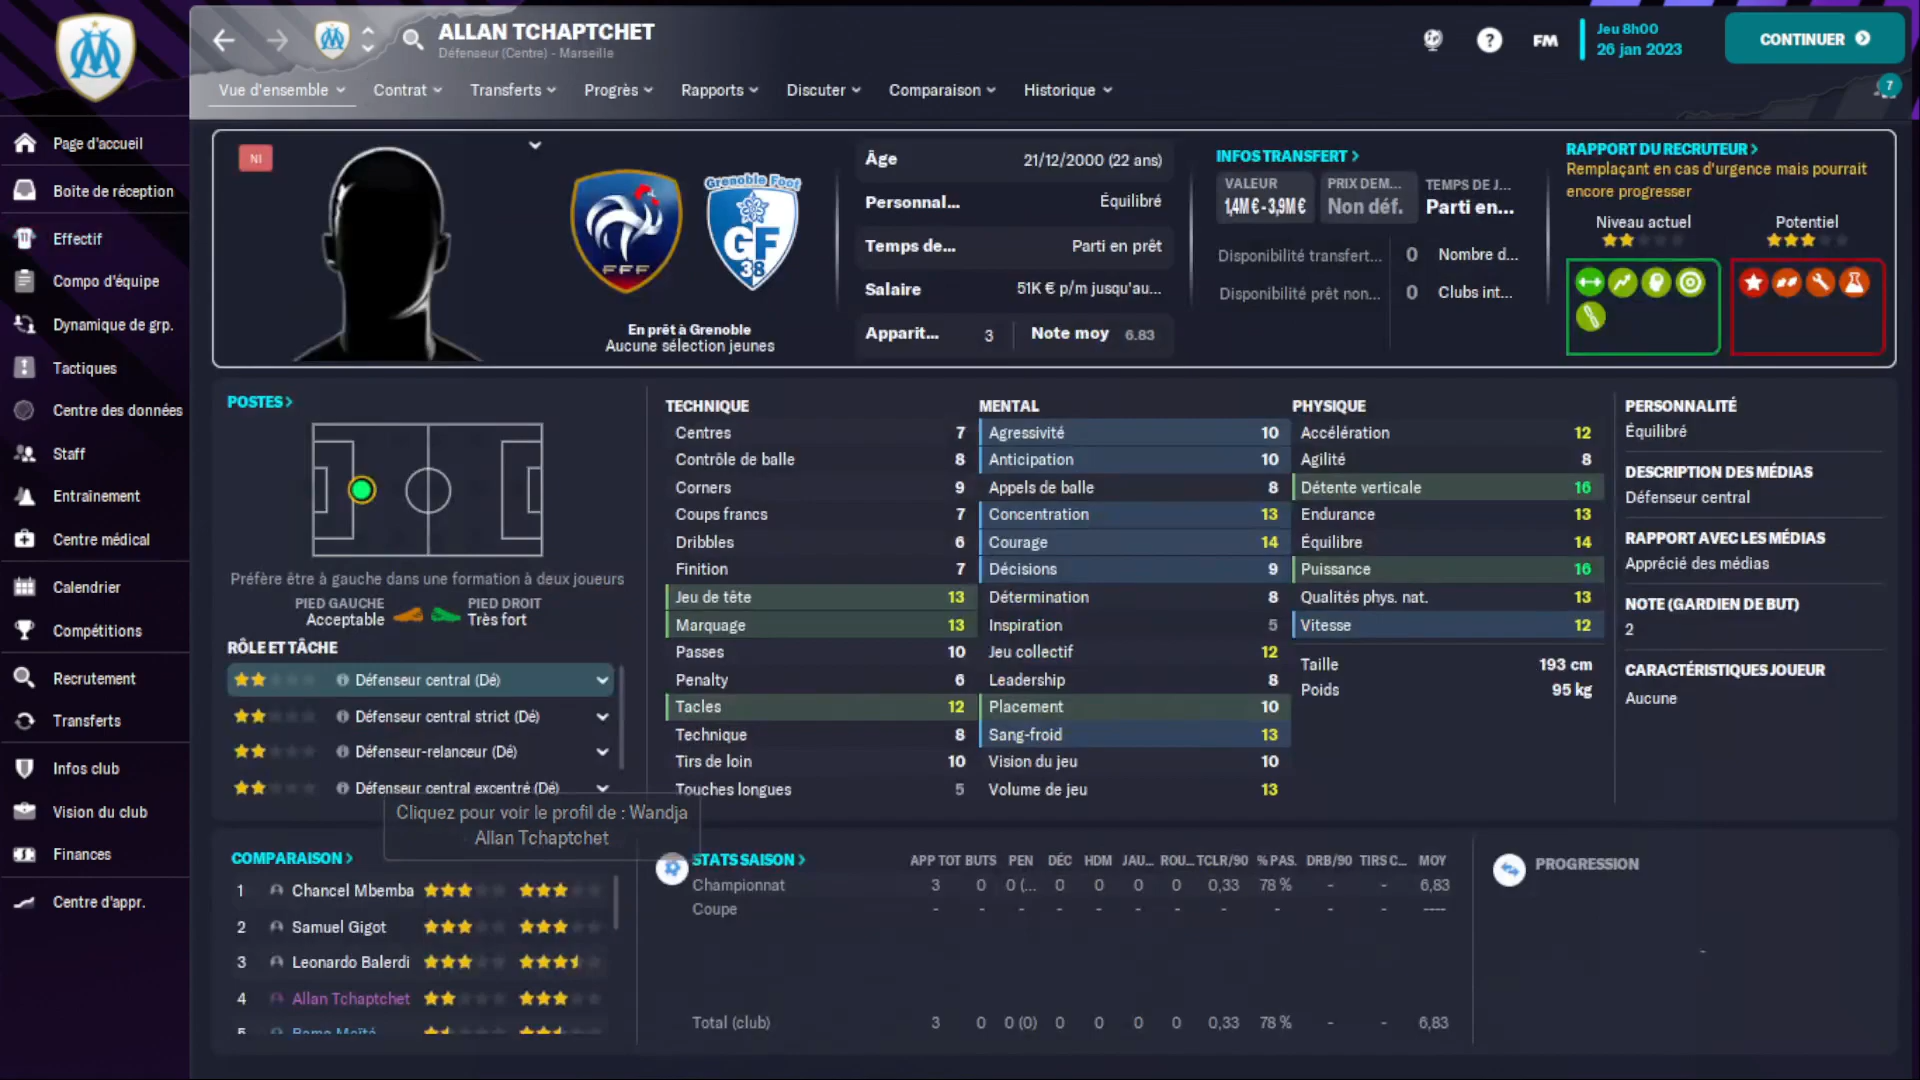 ALLAN TCHAPTCHET
Défenseur (Centre) - Marseille
FM
Jeu 8h00
26 jan 2023
CONTINUER
7
Vue d'ensemble
Contrat
Transferts
Progrès
Rapports
Discuter
Comparaison
Historique
Page d'accueil
Boîte de réception
Effectif
Compo d'équipe
Dynamique de grp.
Tactiques
Centre des données
Staff
Entraînement
Centre médical
Calendrier
Compétitions
Recrutement
Transferts
Infos club
Vision du club
Finances
Centre d'appr.
NI
FFF
Grenoble Foot
GF
38
En prêt à Grenoble
Aucune sélection jeunes
Âge 21/12/2000 (22 ans)
Personnal... Équilibré
Temps de... Parti en prêt
Salaire 51K € p/m jusqu'au...
Apparit... 3 Note moy 6.83
INFOS TRANSFERT >
VALEUR 1,4M € - 3,9M €
PRIX DEM... Non déf.
TEMPS DE J... Parti en...
Disponibilité transfert... 0 Nombre d...
Disponibilité prêt non... 0 Clubs int...
RAPPORT DU RECRUTEUR >
Remplaçant en cas d'urgence mais pourrait
encore progresser
Niveau actuel
Potentiel
POSTES >
Préfère être à gauche dans une formation à deux joueurs
PIED GAUCHE
Acceptable
PIED DROIT
Très fort
RÔLE ET TÂCHE
Défenseur central (Dé)
Défenseur central strict (Dé)
Défenseur-relanceur (Dé)
Défenseur central excentré (Dé)
Cliquez pour voir le profil de : Wandja
Allan Tchaptchet
TECHNIQUE
Centres 7
Contrôle de balle 8
Corners 9
Coups francs 7
Dribbles 6
Finition 7
Jeu de tête 13
Marquage 13
Passes 10
Penalty 6
Tacles 12
Technique 8
Tirs de loin 10
Touches longues 5
MENTAL
Agressivité 10
Anticipation 10
Appels de balle 8
Concentration 13
Courage 14
Décisions 9
Détermination 8
Inspiration 5
Jeu collectif 12
Leadership 8
Placement 10
Sang-froid 13
Vision du jeu 10
Volume de jeu 13
PHYSIQUE
Accélération 12
Agilité 8
Détente verticale 16
Endurance 13
Équilibre 14
Puissance 16
Qualités phys. nat. 13
Vitesse 12
Taille 193 cm
Poids 95 kg
PERSONNALITÉ
Équilibré
DESCRIPTION DES MÉDIAS
Défenseur central
RAPPORT AVEC LES MÉDIAS
Apprécié des médias
NOTE (GARDIEN DE BUT)
2
CARACTÉRISTIQUES JOUEUR
Aucune
COMPARAISON >
1 Chancel Mbemba
2 Samuel Gigot
3 Leonardo Balerdi
4 Allan Tchaptchet
STATS SAISON >
APP TOT BUTS PEN DÉC HDM JAU... ROU... TCLR/90 % PAS. DRB/90 TIRS C... MOY
Championnat 3 0 0 (... 0 0 0 0 0,33 78 % - - 6,83
Coupe - - - - - - - - - - - ----
Total (club) 3 0 0 (0) 0 0 0 0 0,33 78 % - - 6,83
PROGRESSION
-